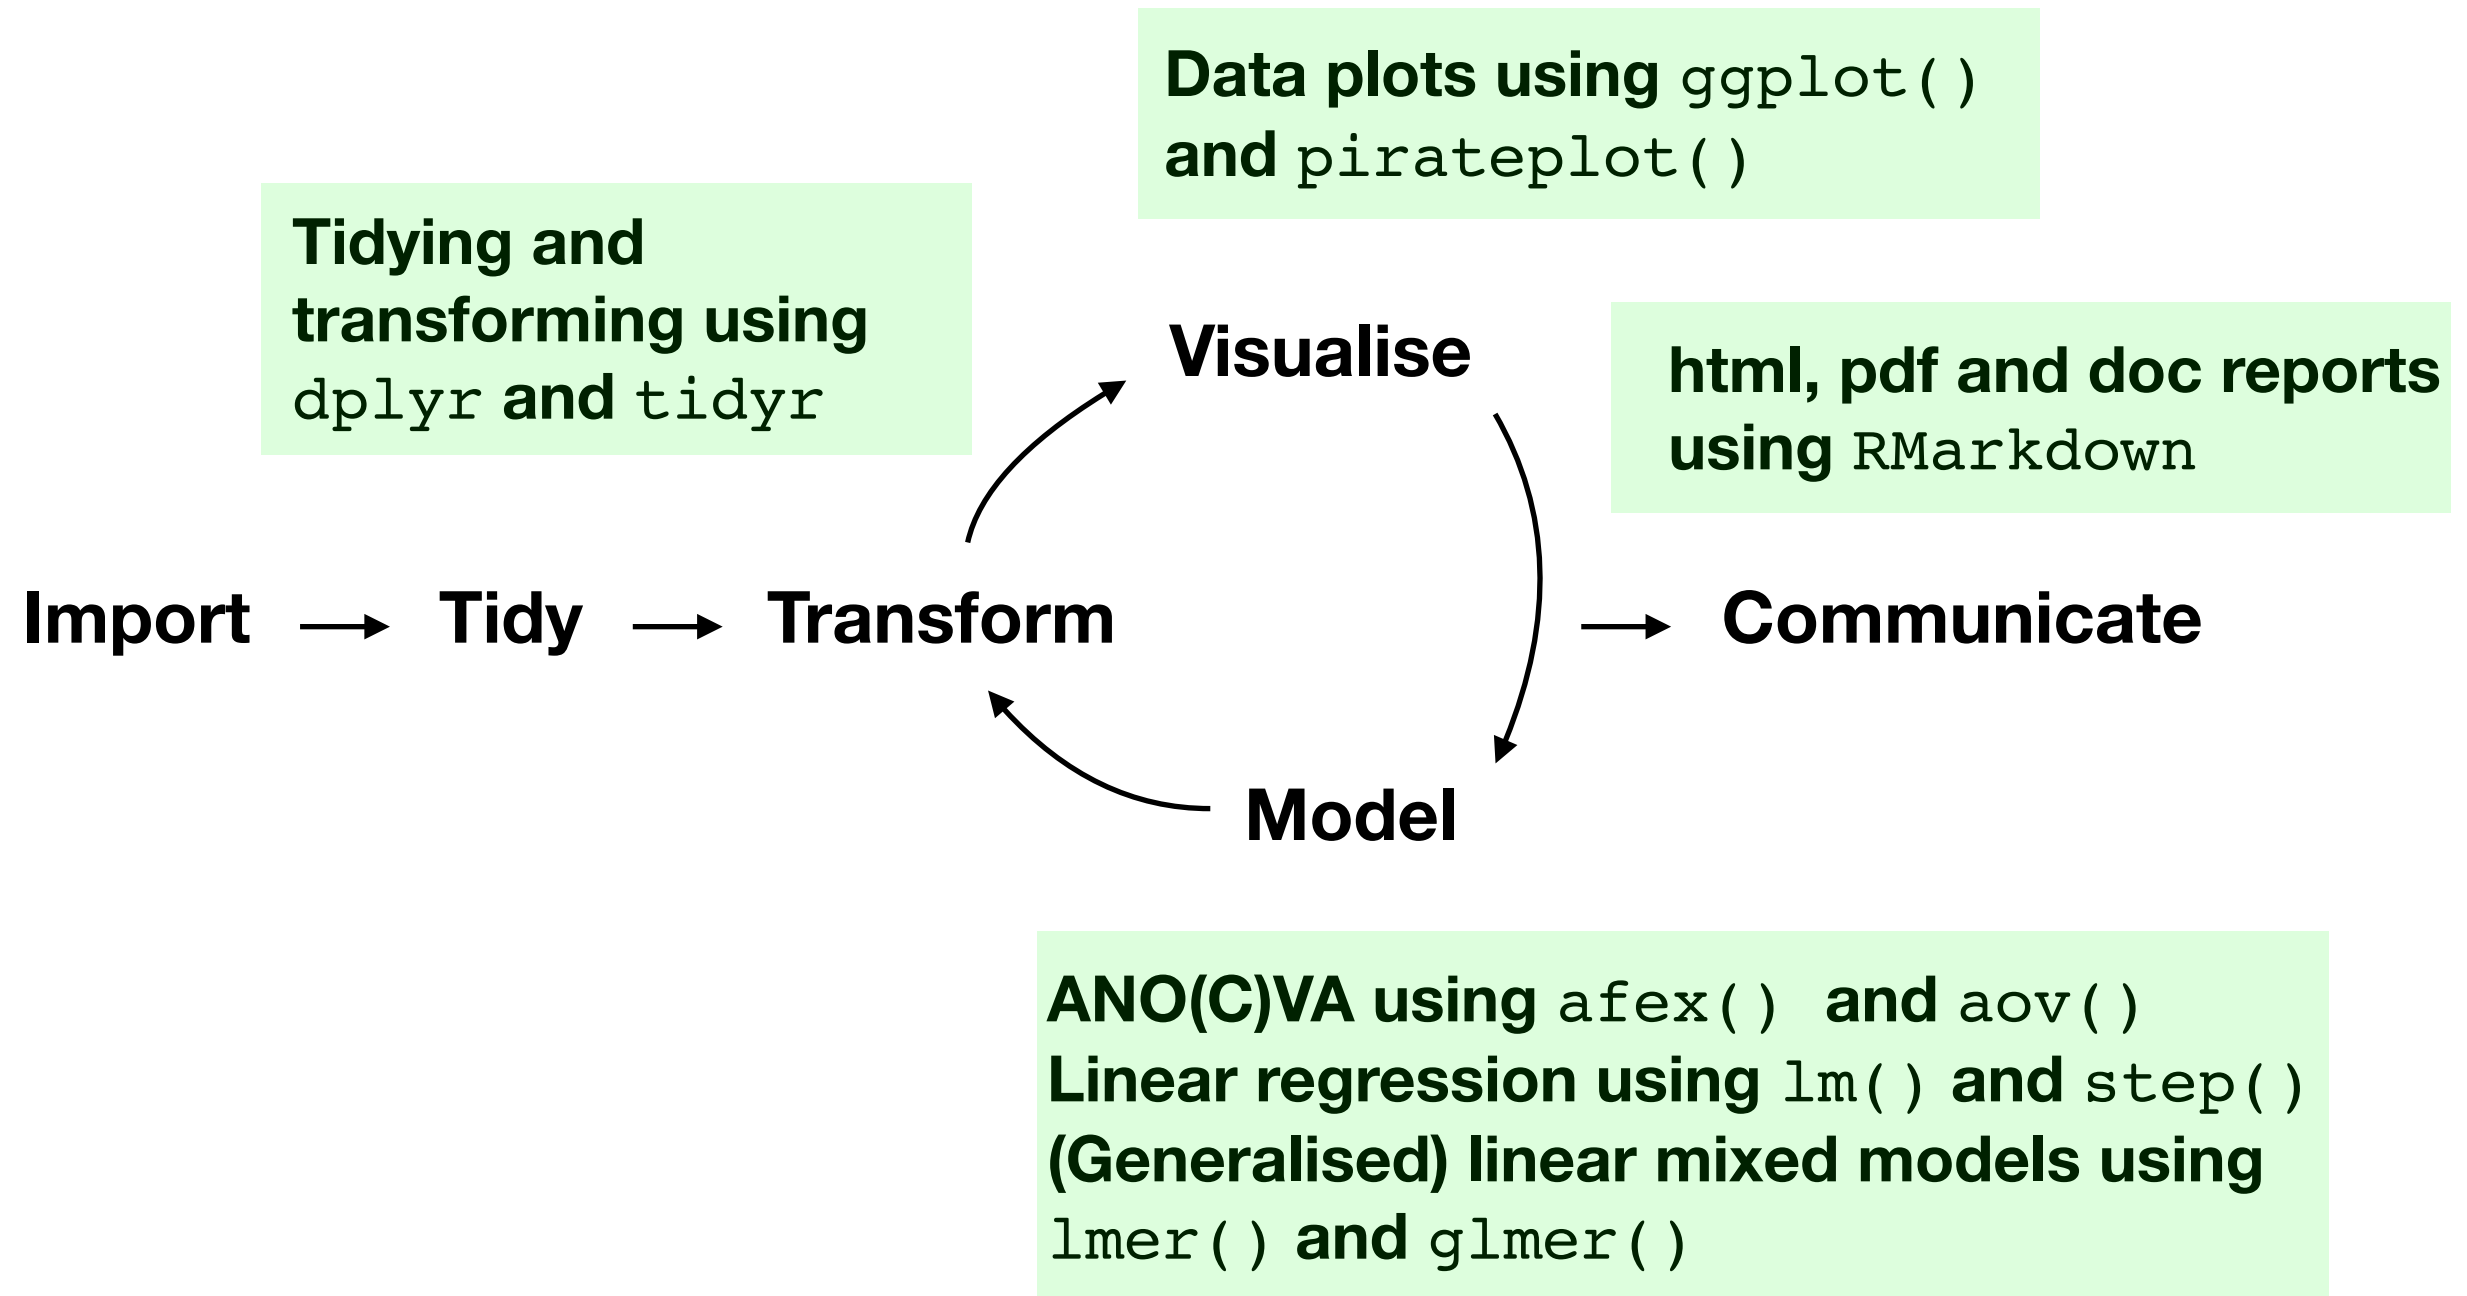 Data plots using ggplot()
and pirateplot()
Tidying and
transforming using
dplyr and tidyr
Visualise
html, pdf and doc reports
using RMarkdown
Import
Tidy
Transform
Communicate
Model
ANO(C)VA using afex() and aov()
Linear regression using lm() and step()
(Generalised) linear mixed models using
lmer() and glmer()